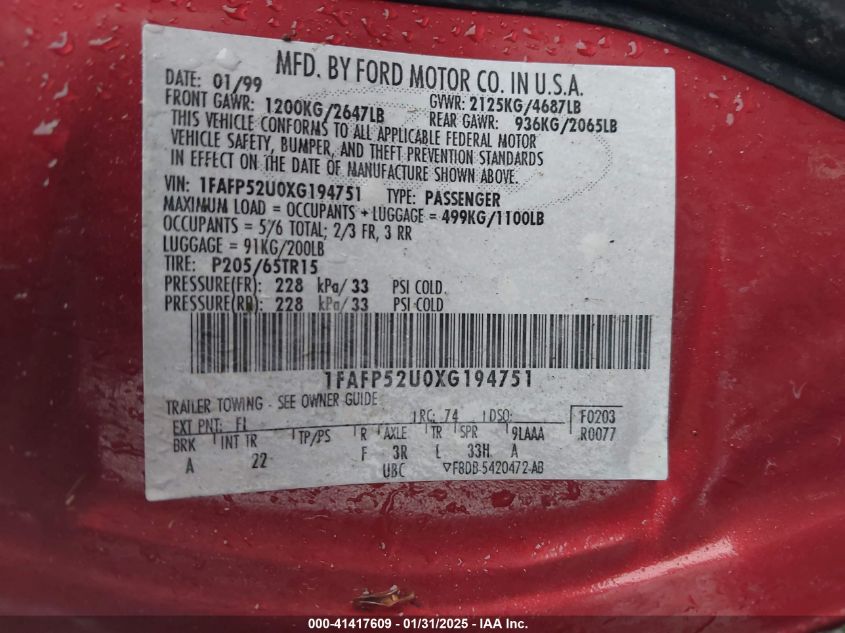 MFD. BY FORD MOTOR CO. IN U.S.A.
DATE: 01/99 GVWR: 2125KG/4687LB
FRONT GAWR: 1200KG/2647LB REAR GAWR: 936KG/2065LB
THIS VEHICLE CONFORMS TO ALL APPLICABLE FEDERAL MOTOR
VEHICLE SAFETY, BUMPER, AND THEFT PREVENTION STANDARDS
IN EFFECT ON THE DATE OF MANUFACTURE SHOWN ABOVE.
VIN: 1FAFP52U0XG194751 TYPE: PASSENGER
MAXIMUM LOAD = OCCUPANTS + LUGGAGE = 499KG/1100LB
OCCUPANTS = 5/6 TOTAL; 2/3 FR, 3 RR
LUGGAGE = 91KG/200LB
TIRE: P205/65TR15
PRESSURE(FR): 228 kPa/33 PSI COLD.
PRESSURE(RR): 228 kPa/33 PSI COLD
1FAFP52U0XG194751
TRAILER TOWING - SEE OWNER GUIDE
EXT PNT: FL RC: 74 DSO: F0203
BRK INT TR TP/PS R AXLE TR SPR 9LAAA R0077
A 22 F 3R L 33H A
UBC F8DB-5420472-AB
000-41417609 - 01/31/2025 - IAA Inc.